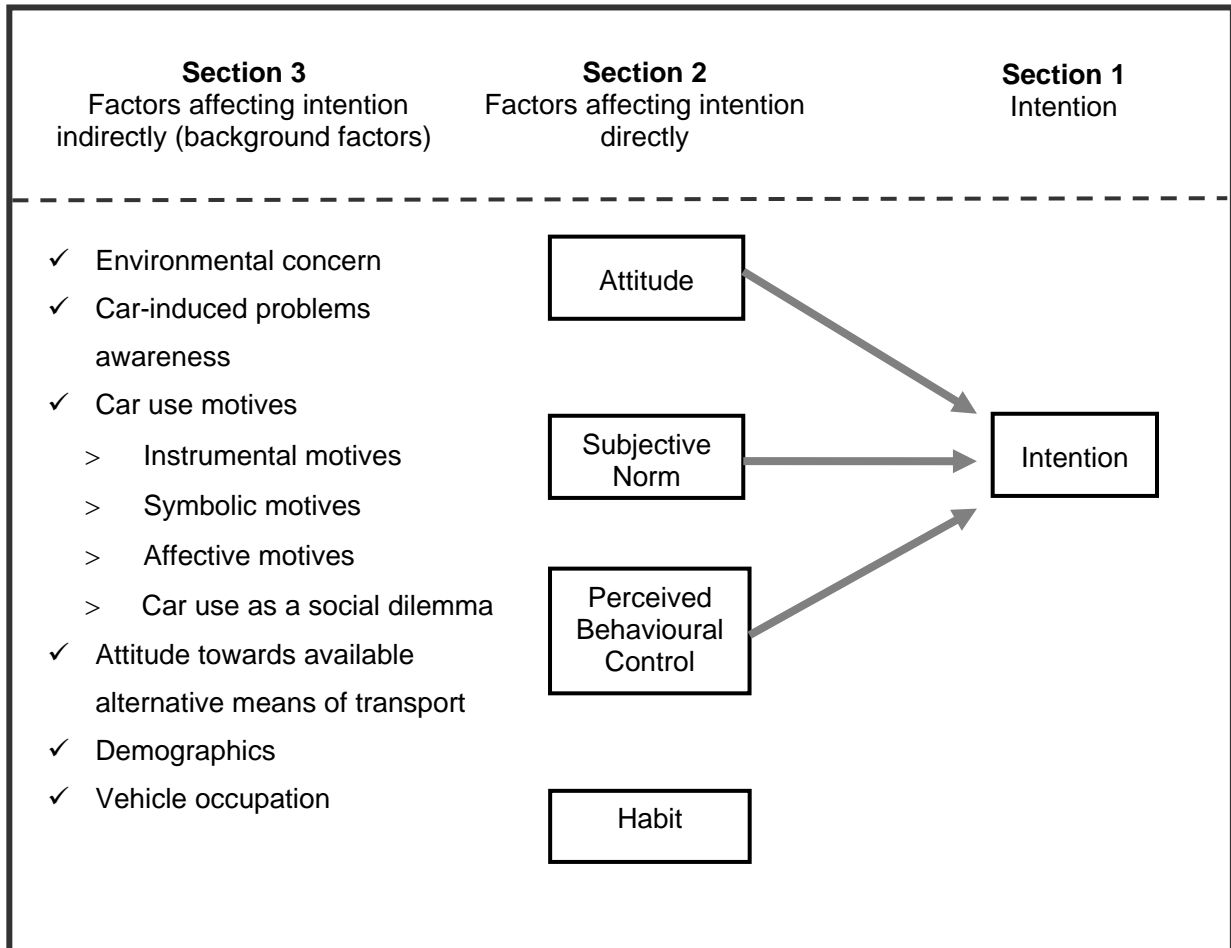 Section 3
Factors affecting intention
indirectly (background factors)
Section 2
Factors affecting intention
directly
Section 1
Intention
✓ Environmental concern
✓ Car-induced problems
awareness
✓ Car use motives
> Instrumental motives
> Symbolic motives
> Affective motives
> Car use as a social dilemma
✓ Attitude towards available
alternative means of transport
✓ Demographics
✓ Vehicle occupation
Attitude
Subjective
Norm
Perceived
Behavioural
Control
Habit
Intention